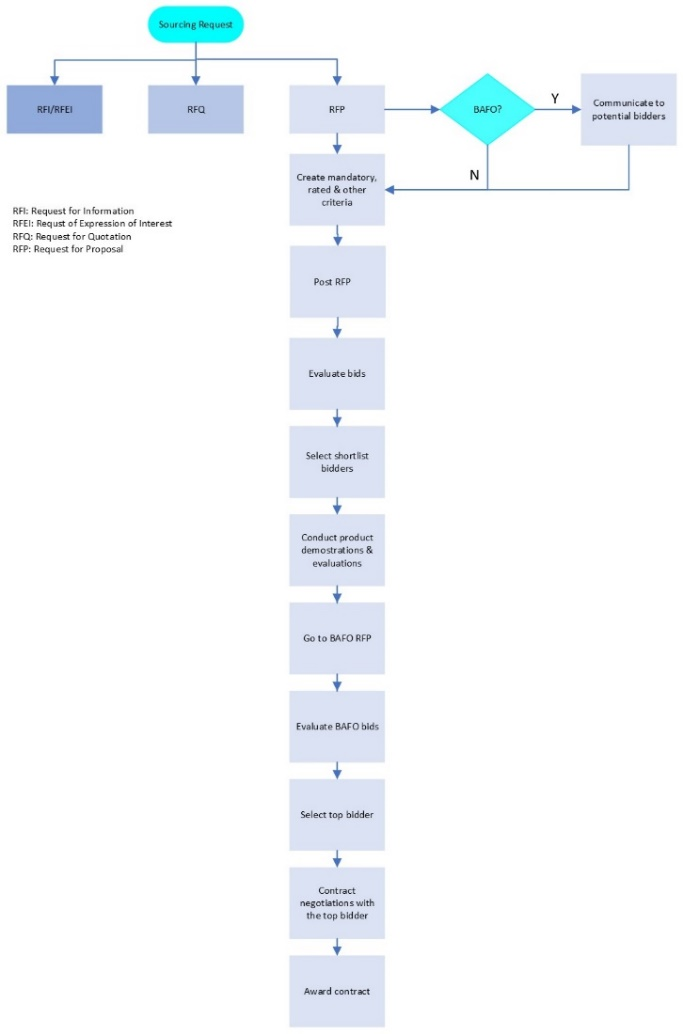 Sourcing Request
RFI/RFEI
RFQ
RFP
BAFO?
Y
Communicate to
potential bidders
N
Create mandatory,
rated & other
criteria
RFI: Request for Information
RFEI: Requst of Expression of Interest
RFQ: Request for Quotation
RFP: Request for Proposal
Post RFP
Evaluate bids
Select shortlist
bidders
Conduct product
demostrations &
evaluations
Go to BAFO RFP
Evaluate BAFO bids
Select top bidder
Contract
negotiations with
the top bidder
Award contract